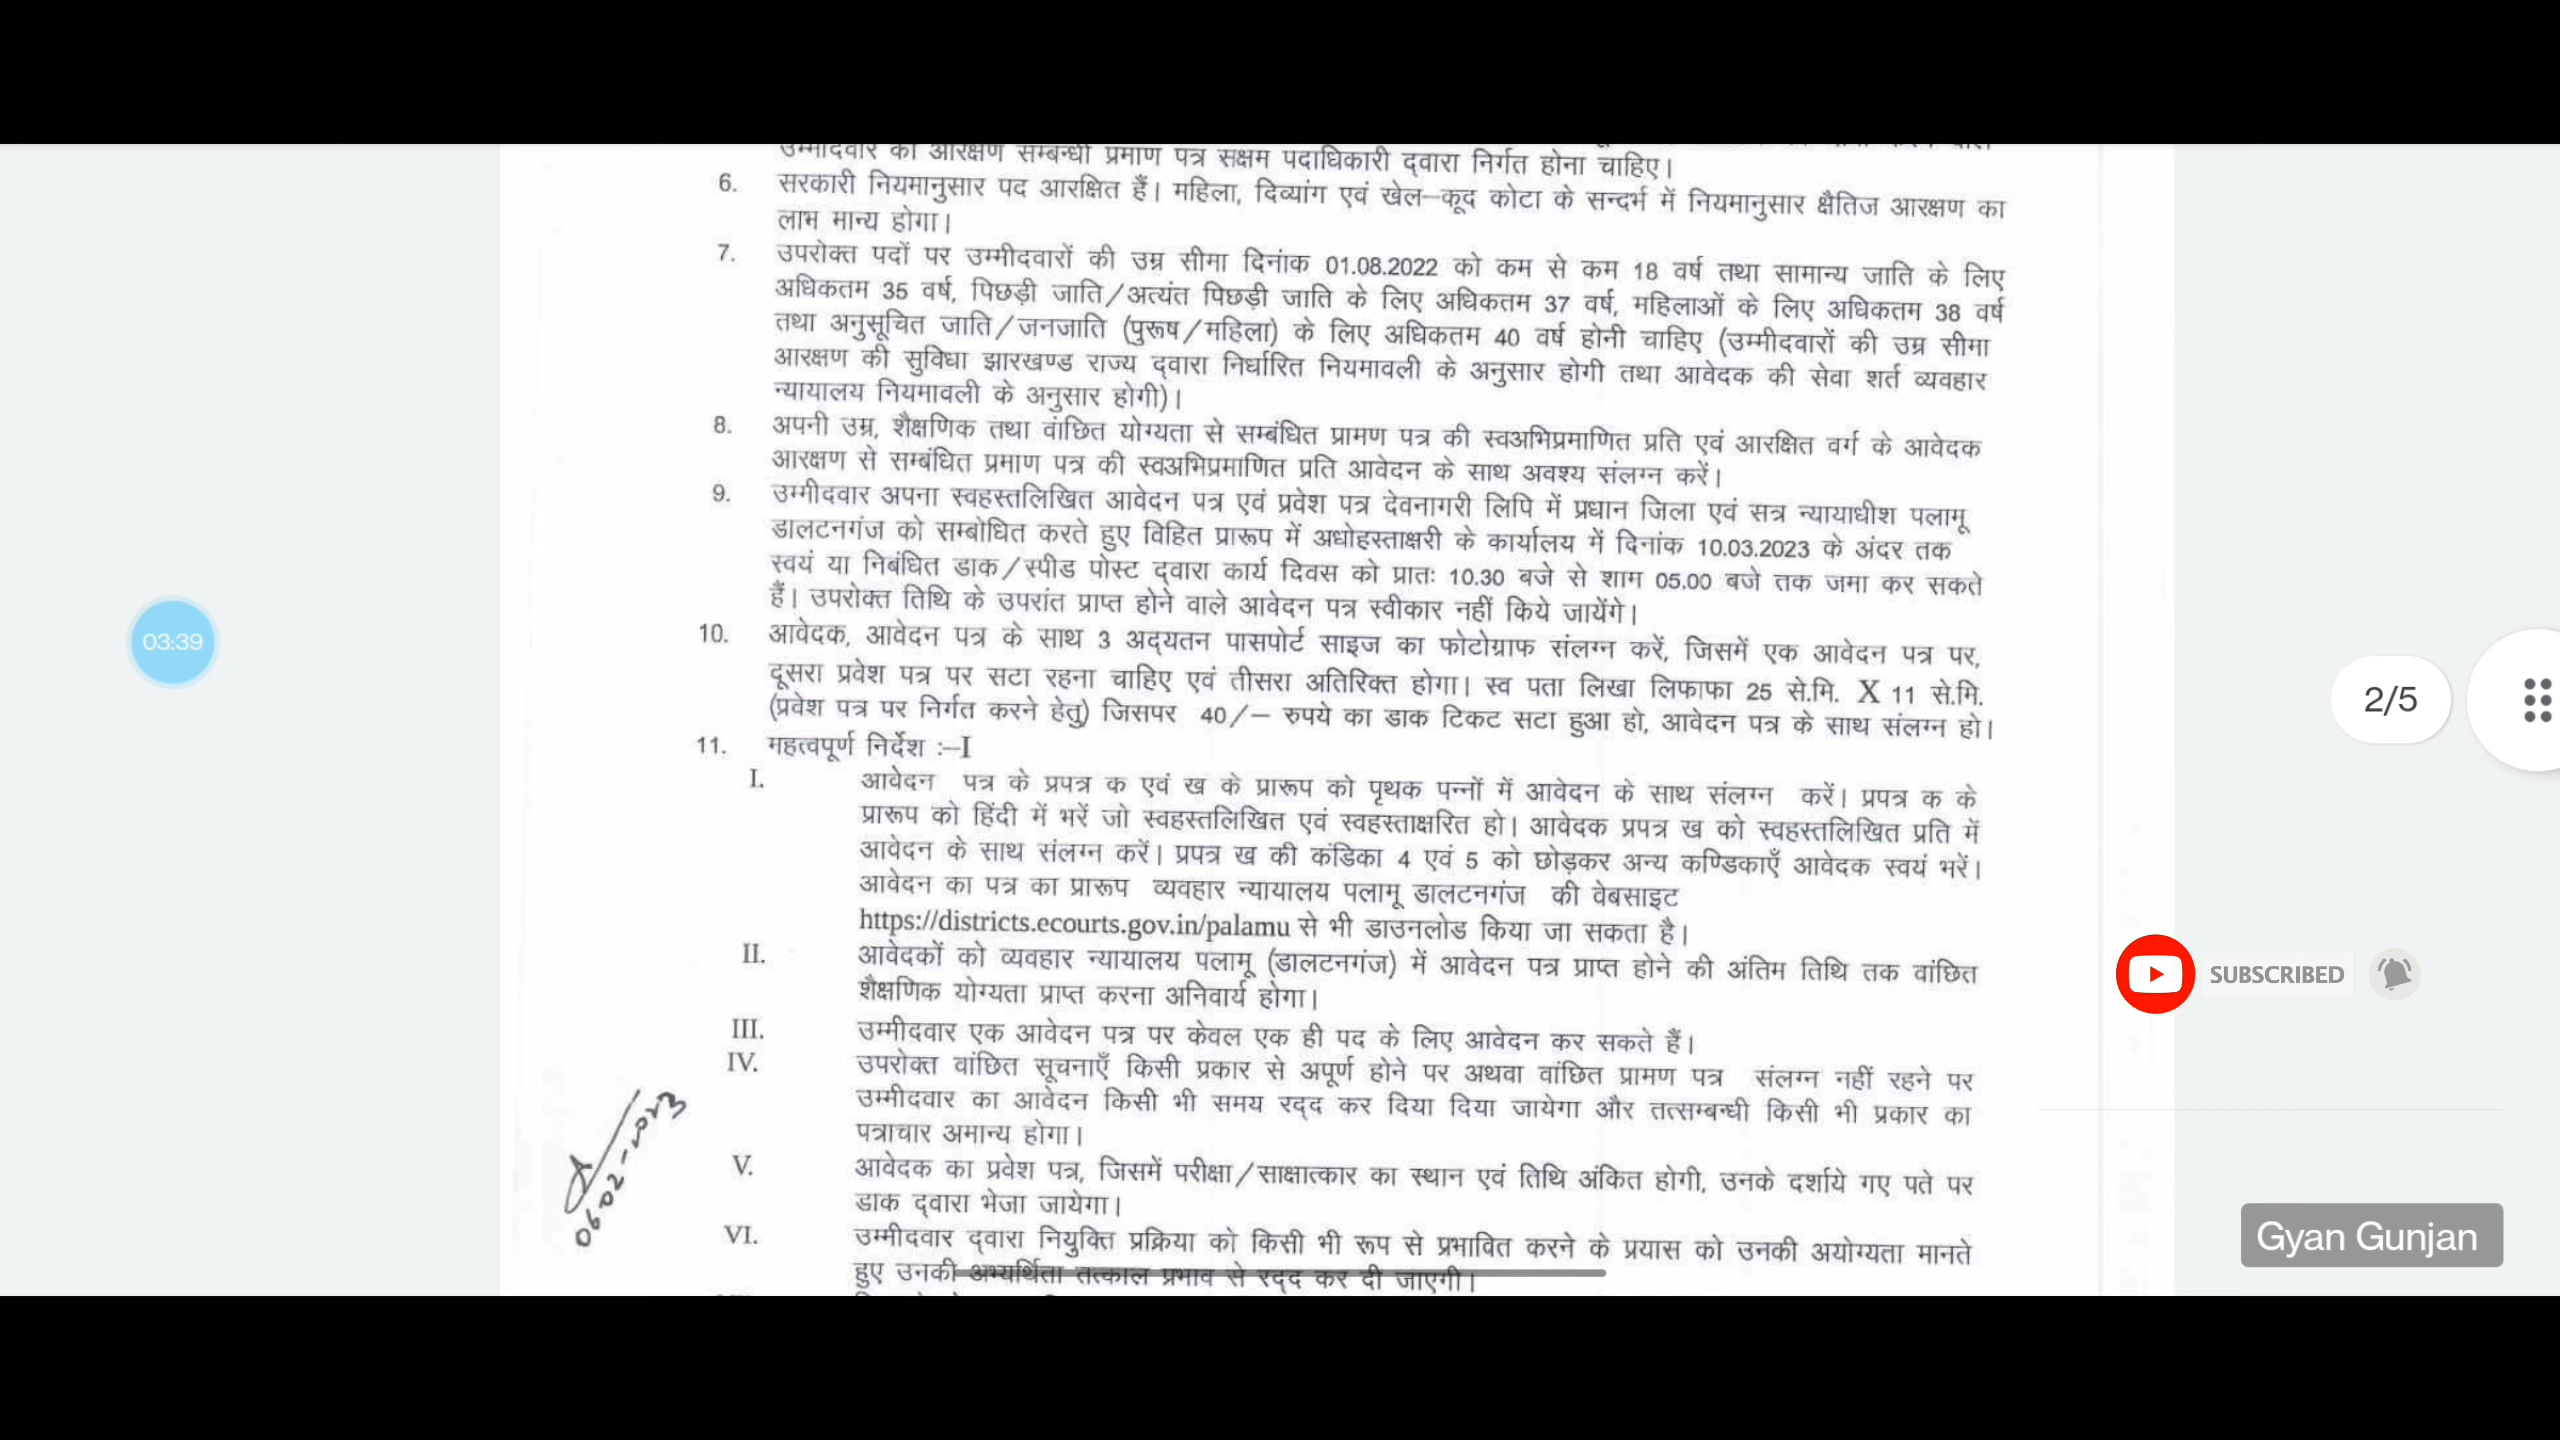 उम्मीदवार को आरक्षण सम्बन्धी प्रमाण पत्र सक्षम पदाधिकारी द्वारा निर्गत होना चाहिए।
6. सरकारी नियमानुसार पद आरक्षित हैं। महिला, दिव्यांग एवं खेल–कूद कोटा के सन्दर्भ में नियमानुसार क्षैतिज आरक्षण का
लाभ मान्य होगा।
7. उपरोक्त पदों पर उम्मीदवारों की उम्र सीमा दिनांक 01.08.2022 को कम से कम 18 वर्ष तथा सामान्य जाति के लिए
अधिकतम 35 वर्ष, पिछड़ी जाति/अत्यंत पिछड़ी जाति के लिए अधिकतम 37 वर्ष, महिलाओं के लिए अधिकतम 38 वर्ष
तथा अनुसूचित जाति/जनजाति (पुरूष/महिला) के लिए अधिकतम 40 वर्ष होनी चाहिए (उम्मीदवारों की उम्र सीमा
आरक्षण की सुविधा झारखण्ड राज्य द्वारा निर्धारित नियमावली के अनुसार होगी तथा आवेदक की सेवा शर्त व्यवहार
न्यायालय नियमावली के अनुसार होगी)।
8. अपनी उम्र, शैक्षणिक तथा वांछित योग्यता से सम्बंधित प्रामण पत्र की स्वअभिप्रमाणित प्रति एवं आरक्षित वर्ग के आवेदक
आरक्षण से सम्बंधित प्रमाण पत्र की स्वअभिप्रमाणित प्रति आवेदन के साथ अवश्य संलग्न करें।
9. उम्मीदवार अपना स्वहस्तलिखित आवेदन पत्र एवं प्रवेश पत्र देवनागरी लिपि में प्रधान जिला एवं सत्र न्यायाधीश पलामू
डालटनगंज को सम्बोधित करते हुए विहित प्रारूप में अधोहस्ताक्षरी के कार्यालय में दिनांक 10.03.2023 के अंदर तक
स्वयं या निबंधित डाक/स्पीड पोस्ट द्वारा कार्य दिवस को प्रातः 10.30 बजे से शाम 05.00 बजे तक जमा कर सकते
हैं। उपरोक्त तिथि के उपरांत प्राप्त होने वाले आवेदन पत्र स्वीकार नहीं किये जायेंगे।
03:39
10. आवेदक, आवेदन पत्र के साथ 3 अद्यतन पासपोर्ट साइज का फोटोग्राफ संलग्न करें, जिसमें एक आवेदन पत्र पर,
दूसरा प्रवेश पत्र पर सटा रहना चाहिए एवं तीसरा अतिरिक्त होगा। स्व पता लिखा लिफाफा 25 से.मि. X 11 से.मि.
2/5
(प्रवेश पत्र पर निर्गत करने हेतु) जिसपर 40/– रुपये का डाक टिकट सटा हुआ हो, आवेदन पत्र के साथ संलग्न हो।
11. महत्वपूर्ण निर्देश :–I
I. आवेदन पत्र के प्रपत्र क एवं ख के प्रारूप को पृथक पन्नों में आवेदन के साथ संलग्न करें। प्रपत्र क के
प्रारूप को हिंदी में भरें जो स्वहस्तलिखित एवं स्वहस्ताक्षरित हो। आवेदक प्रपत्र ख को स्वहस्तलिखित प्रति में
आवेदन के साथ संलग्न करें। प्रपत्र ख की कंडिका 4 एवं 5 को छोड़कर अन्य कण्डिकाएँ आवेदक स्वयं भरें।
आवेदन का पत्र का प्रारूप व्यवहार न्यायालय पलामू डालटनगंज की वेबसाइट
https://districts.ecourts.gov.in/palamu से भी डाउनलोड किया जा सकता है।
II. आवेदकों को व्यवहार न्यायालय पलामू (डालटनगंज) में आवेदन पत्र प्राप्त होने की अंतिम तिथि तक वांछित
शैक्षणिक योग्यता प्राप्त करना अनिवार्य होगा।
SUBSCRIBED
III. उम्मीदवार एक आवेदन पत्र पर केवल एक ही पद के लिए आवेदन कर सकते हैं।
IV. उपरोक्त वांछित सूचनाएँ किसी प्रकार से अपूर्ण होने पर अथवा वांछित प्रामण पत्र संलग्न नहीं रहने पर
उम्मीदवार का आवेदन किसी भी समय रद्द कर दिया दिया जायेगा और तत्सम्बन्धी किसी भी प्रकार का
पत्राचार अमान्य होगा।
V. आवेदक का प्रवेश पत्र, जिसमें परीक्षा/साक्षात्कार का स्थान एवं तिथि अंकित होगी, उनके दर्शाये गए पते पर
डाक द्वारा भेजा जायेगा।
06-02-2023
VI. उम्मीदवार द्वारा नियुक्ति प्रक्रिया को किसी भी रूप से प्रभावित करने के प्रयास को उनकी अयोग्यता मानते
हुए उनकी अभ्यर्थिता तत्काल प्रभाव से रद्द कर दी जाएगी।
Gyan Gunjan